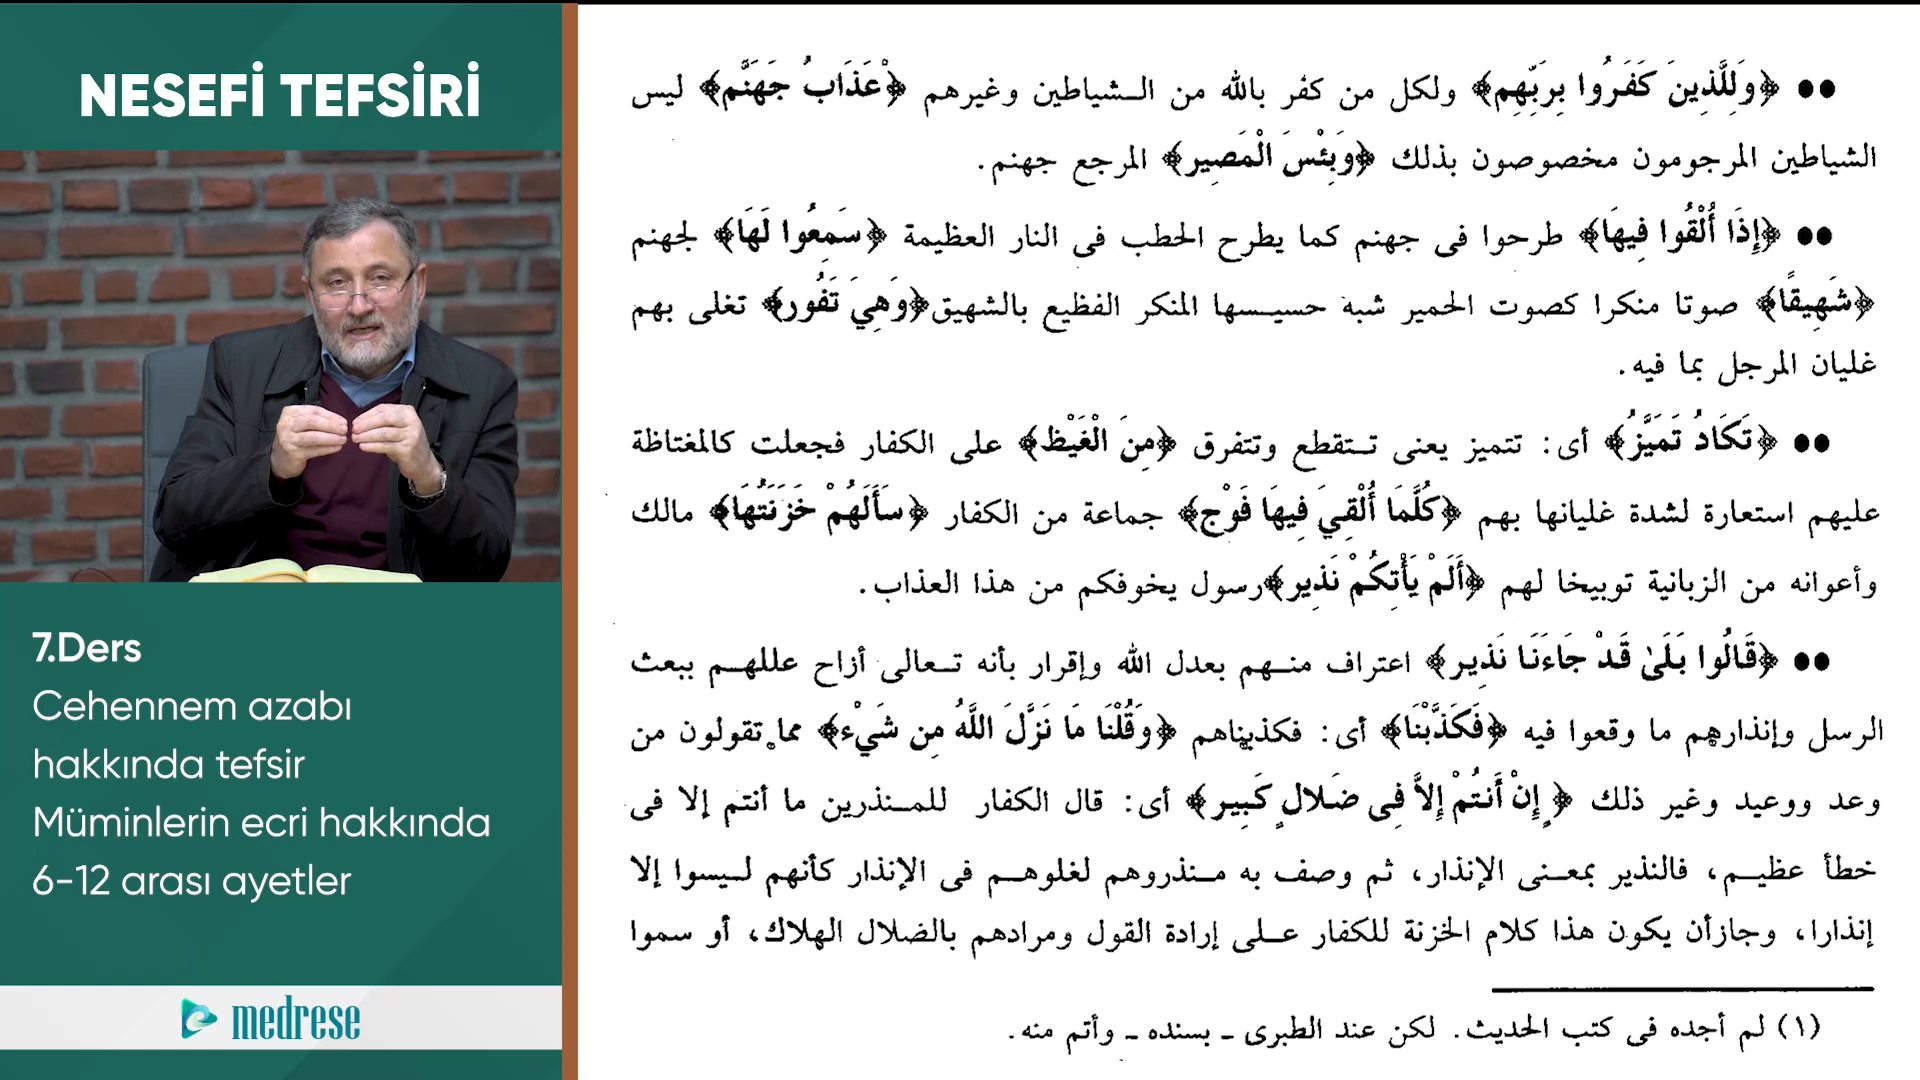 NESEFİ TEFSİRİ
7.Ders
Cehennem azabı
hakkında tefsir
Müminlerin ecri hakkında
6-12 arası ayetler
medrese
●● ﴿وَلِلَّذِينَ كَفَرُوا بِرَبِّهِم﴾ ولكل من كفر بالله من الشياطين وغيرهم ﴿عَذَابُ جَهَنَّم﴾ ليس
الشياطين المرجومون مخصوصون بذلك ﴿وَبِئْسَ الْمَصِير﴾ المرجع جهنم.
●● ﴿إِذَا أُلْقُوا فِيهَا﴾ طرحوا فى جهنم كما يطرح الحطب فى النار العظيمة ﴿سَمِعُوا لَهَا﴾ لجهنم
﴿شَهِيقًا﴾ صوتا منكرا كصوت الحمير شبه حسيسها المنكر الفظيع بالشهيق ﴿وَهِيَ تَفُور﴾ تغلى بهم
غليان المرجل بما فيه.
●● ﴿تَكَادُ تَمَيَّزُ﴾ أى: تتميز يعنى تتقطع وتتفرق ﴿مِنَ الْغَيْظ﴾ على الكفار فجعلت كالمغتاظة
عليهم استعارة لشدة غليانها بهم ﴿كُلَّمَا أُلْقِيَ فِيهَا فَوْج﴾ جماعة من الكفار ﴿سَأَلَهُمْ خَزَنَتُهَا﴾ مالك
وأعوانه من الزبانية توبيخا لهم ﴿أَلَمْ يَأْتِكُمْ نَذِير﴾ رسول يخوفكم من هذا العذاب.
●● ﴿قَالُوا بَلَىٰ قَدْ جَاءَنَا نَذِير﴾ اعتراف منهم بعدل الله وإقرار بأنه تعالى أزاح عللهم ببعث
الرسل وإنذارهم ما وقعوا فيه ﴿فَكَذَّبْنَا﴾ أى: فكذبناهم ﴿وَقُلْنَا مَا نَزَّلَ اللَّهُ مِن شَيْء﴾ مما تقولون من
وعد ووعيد وغير ذلك ﴿إِنْ أَنتُمْ إِلاَّ فِى ضَلالٍ كَبِير﴾ أى: قال الكفار للمنذرين ما أنتم إلا فى
خطأ عظيم، فالنذير بمعنى الإنذار، ثم وصف به منذروهم لغلوهم فى الإنذار كأنهم ليسوا إلا
إنذارا، وجاز أن يكون هذا كلام الخزنة للكفار على إرادة القول ومرادهم بالضلال الهلاك، أو سموا
(١) لم أجده فى كتب الحديث. لكن عند الطبرى ـ بسنده ـ وأتم منه.